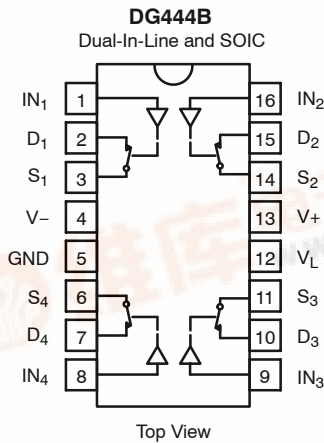 DG444B
Dual-In-Line and SOIC
IN1 1 16 IN2
D1 2 15 D2
S1 3 14 S2
V− 4 13 V+
GND 5 12 VL
S4 6 11 S3
D4 7 10 D3
IN4 8 9 IN3
Top View